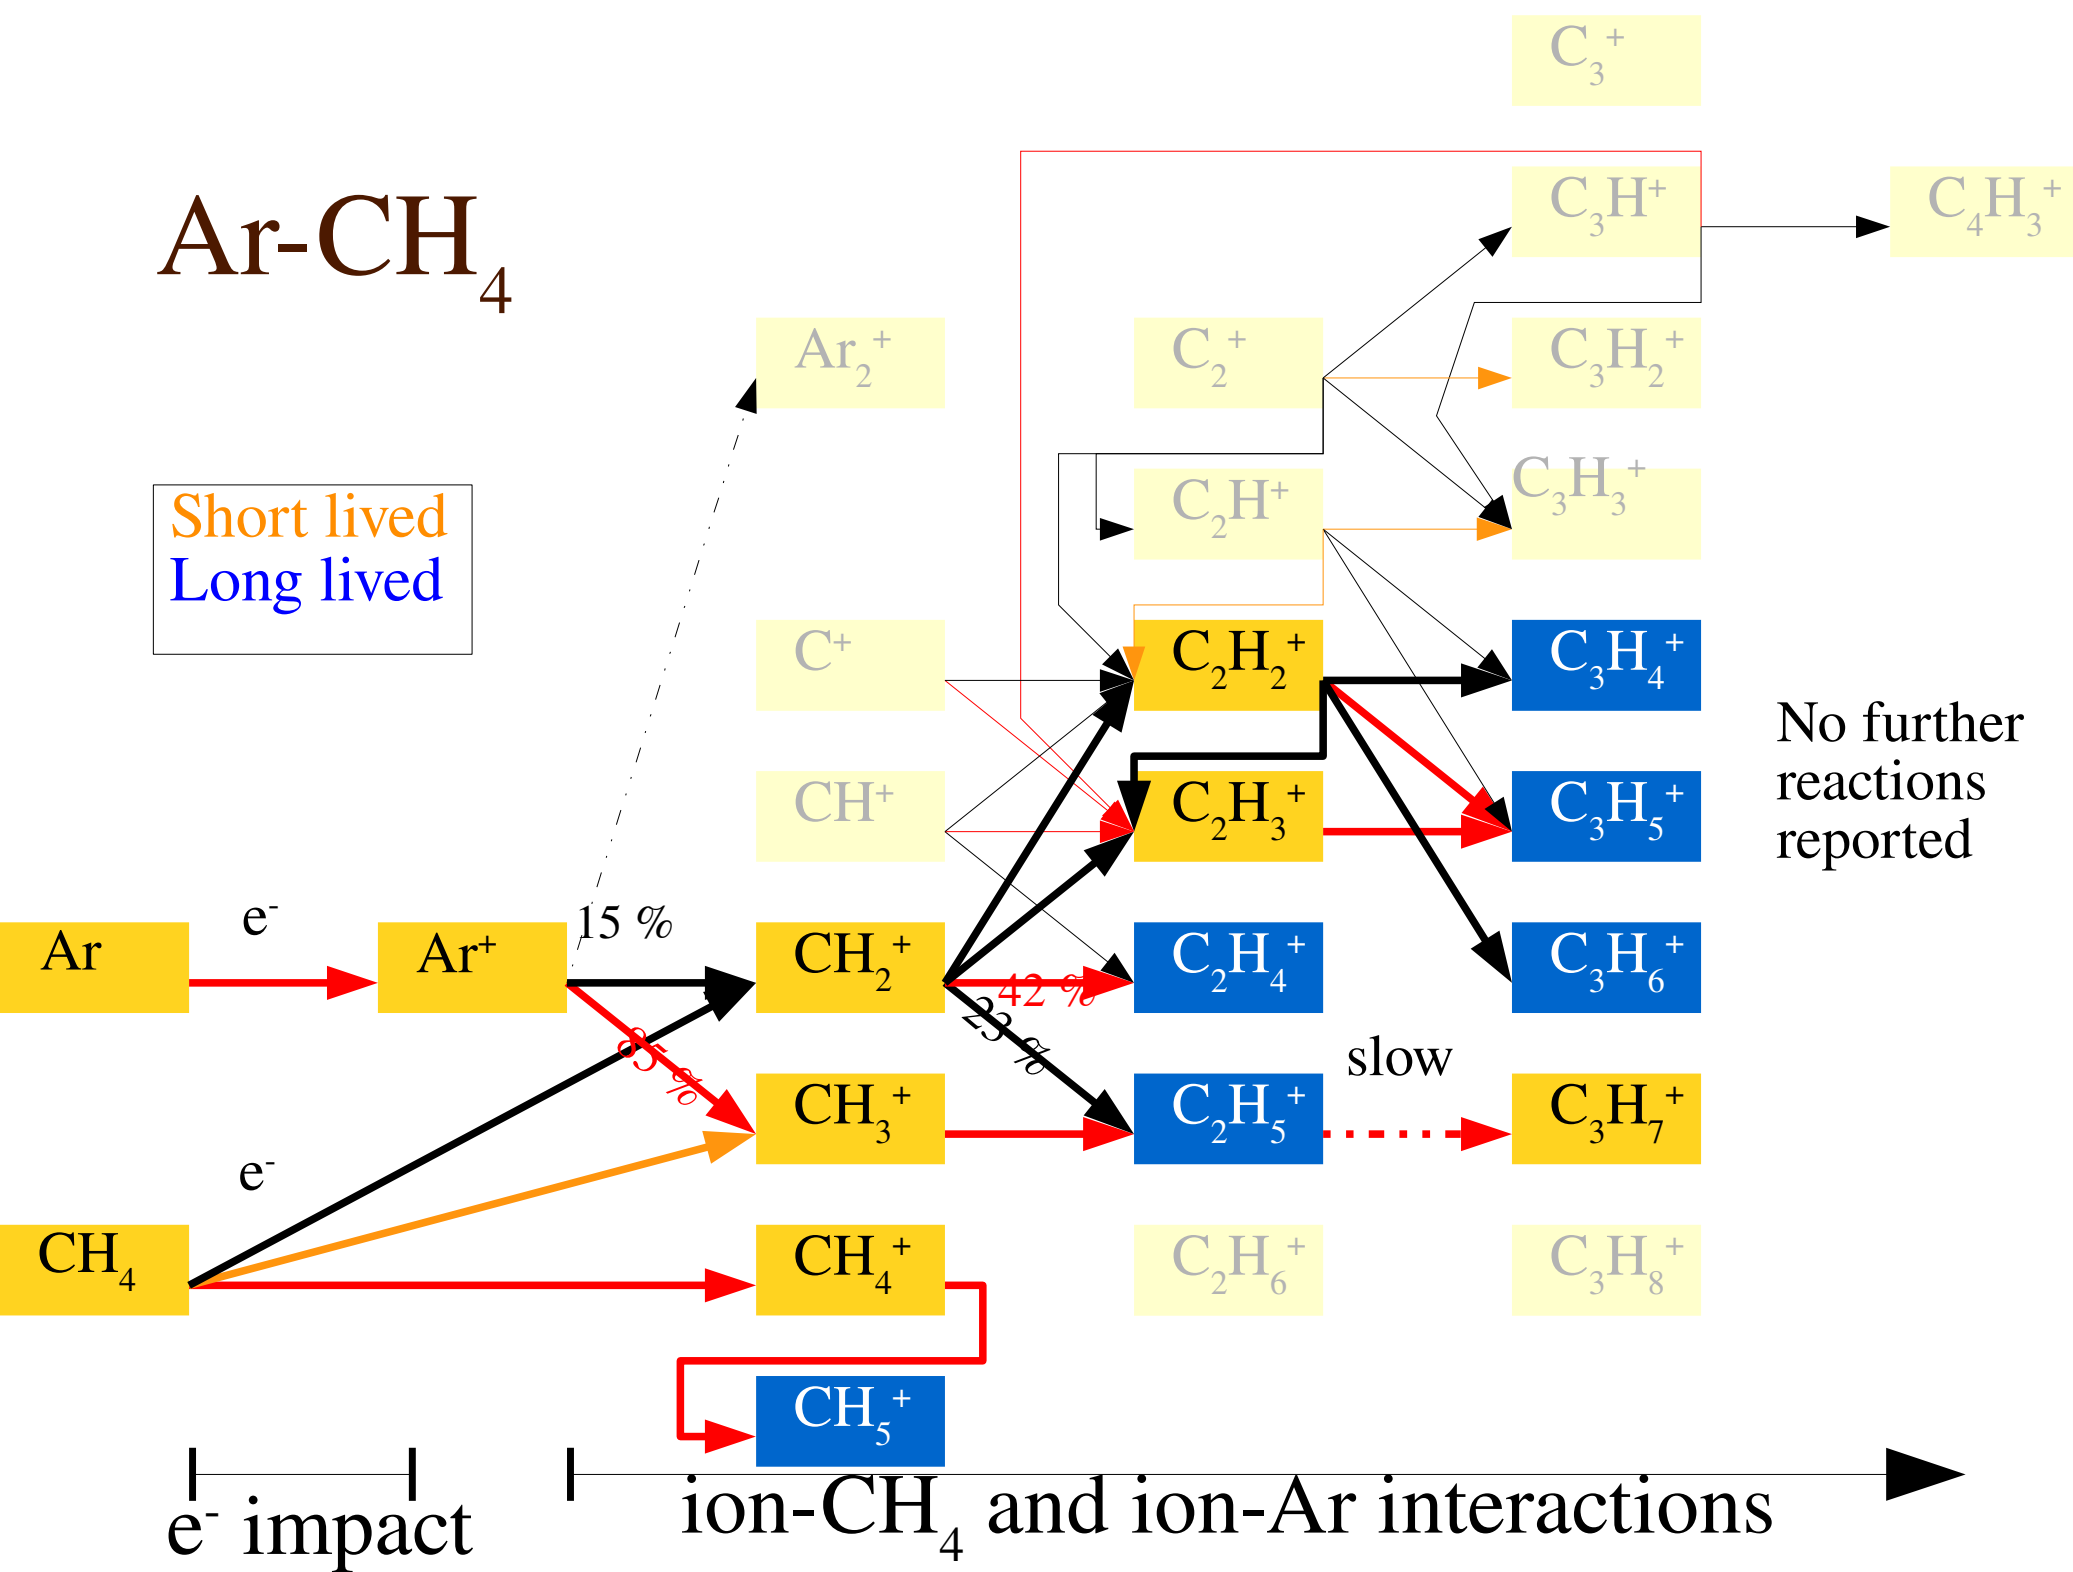 C₃⁺
C₃H⁺
C₄H₃⁺
Ar-CH₄
Ar₂⁺
C₂⁺
C₃H₂⁺
C₂H⁺
C₃H₃⁺
Short lived
Long lived
C⁺
C₂H₂⁺
C₃H₄⁺
No further
reactions
reported
CH⁺
C₂H₃⁺
C₃H₅⁺
e⁻
15 %
Ar
Ar⁺
CH₂⁺
42 %
C₂H₄⁺
C₃H₆⁺
85 %
23 %
slow
CH₃⁺
C₂H₅⁺
C₃H₇⁺
e⁻
CH₄
CH₄⁺
C₂H₆⁺
C₃H₈⁺
CH₅⁺
e⁻ impact
ion-CH₄ and ion-Ar interactions